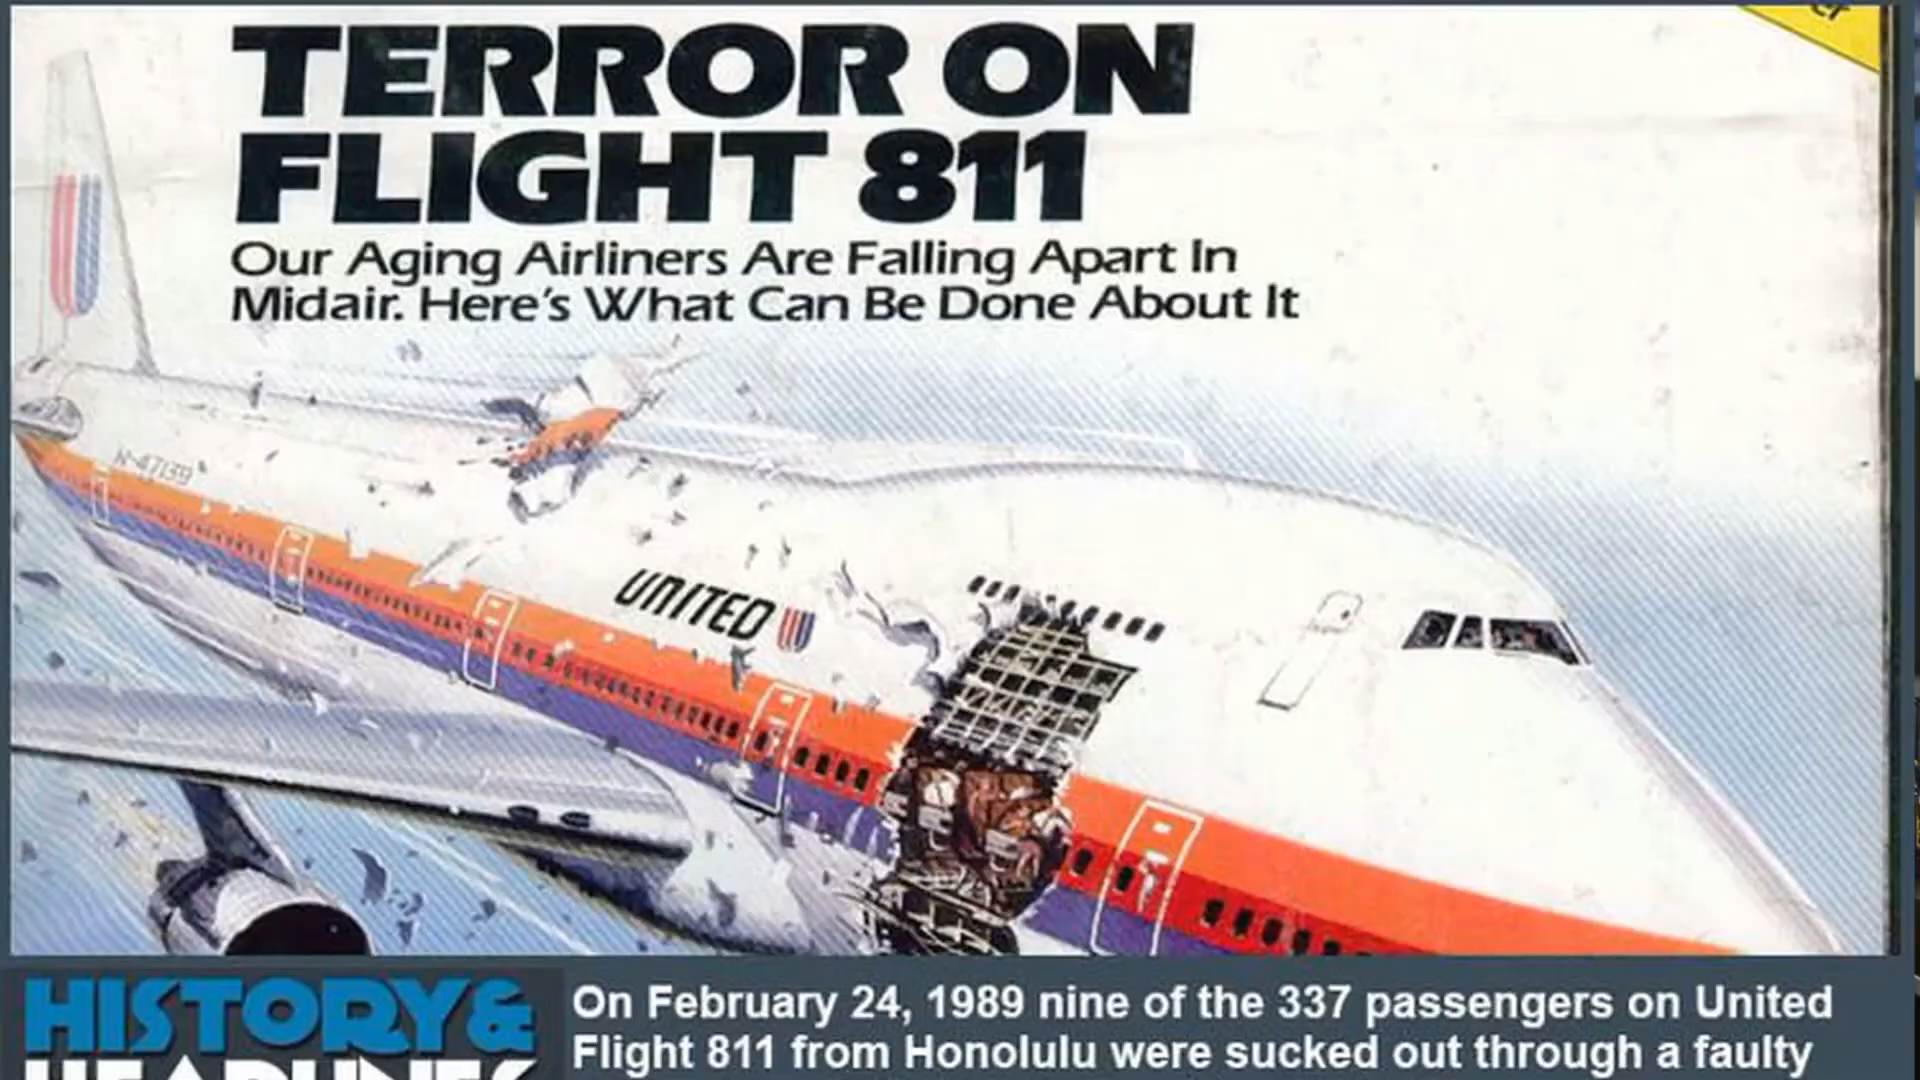 TERROR ON
FLIGHT 811
Our Aging Airliners Are Falling Apart In
Midair. Here's What Can Be Done About It
N-47139
UNITED
HISTORY&
HEADLINES
On February 24, 1989 nine of the 337 passengers on United
Flight 811 from Honolulu were sucked out through a faulty